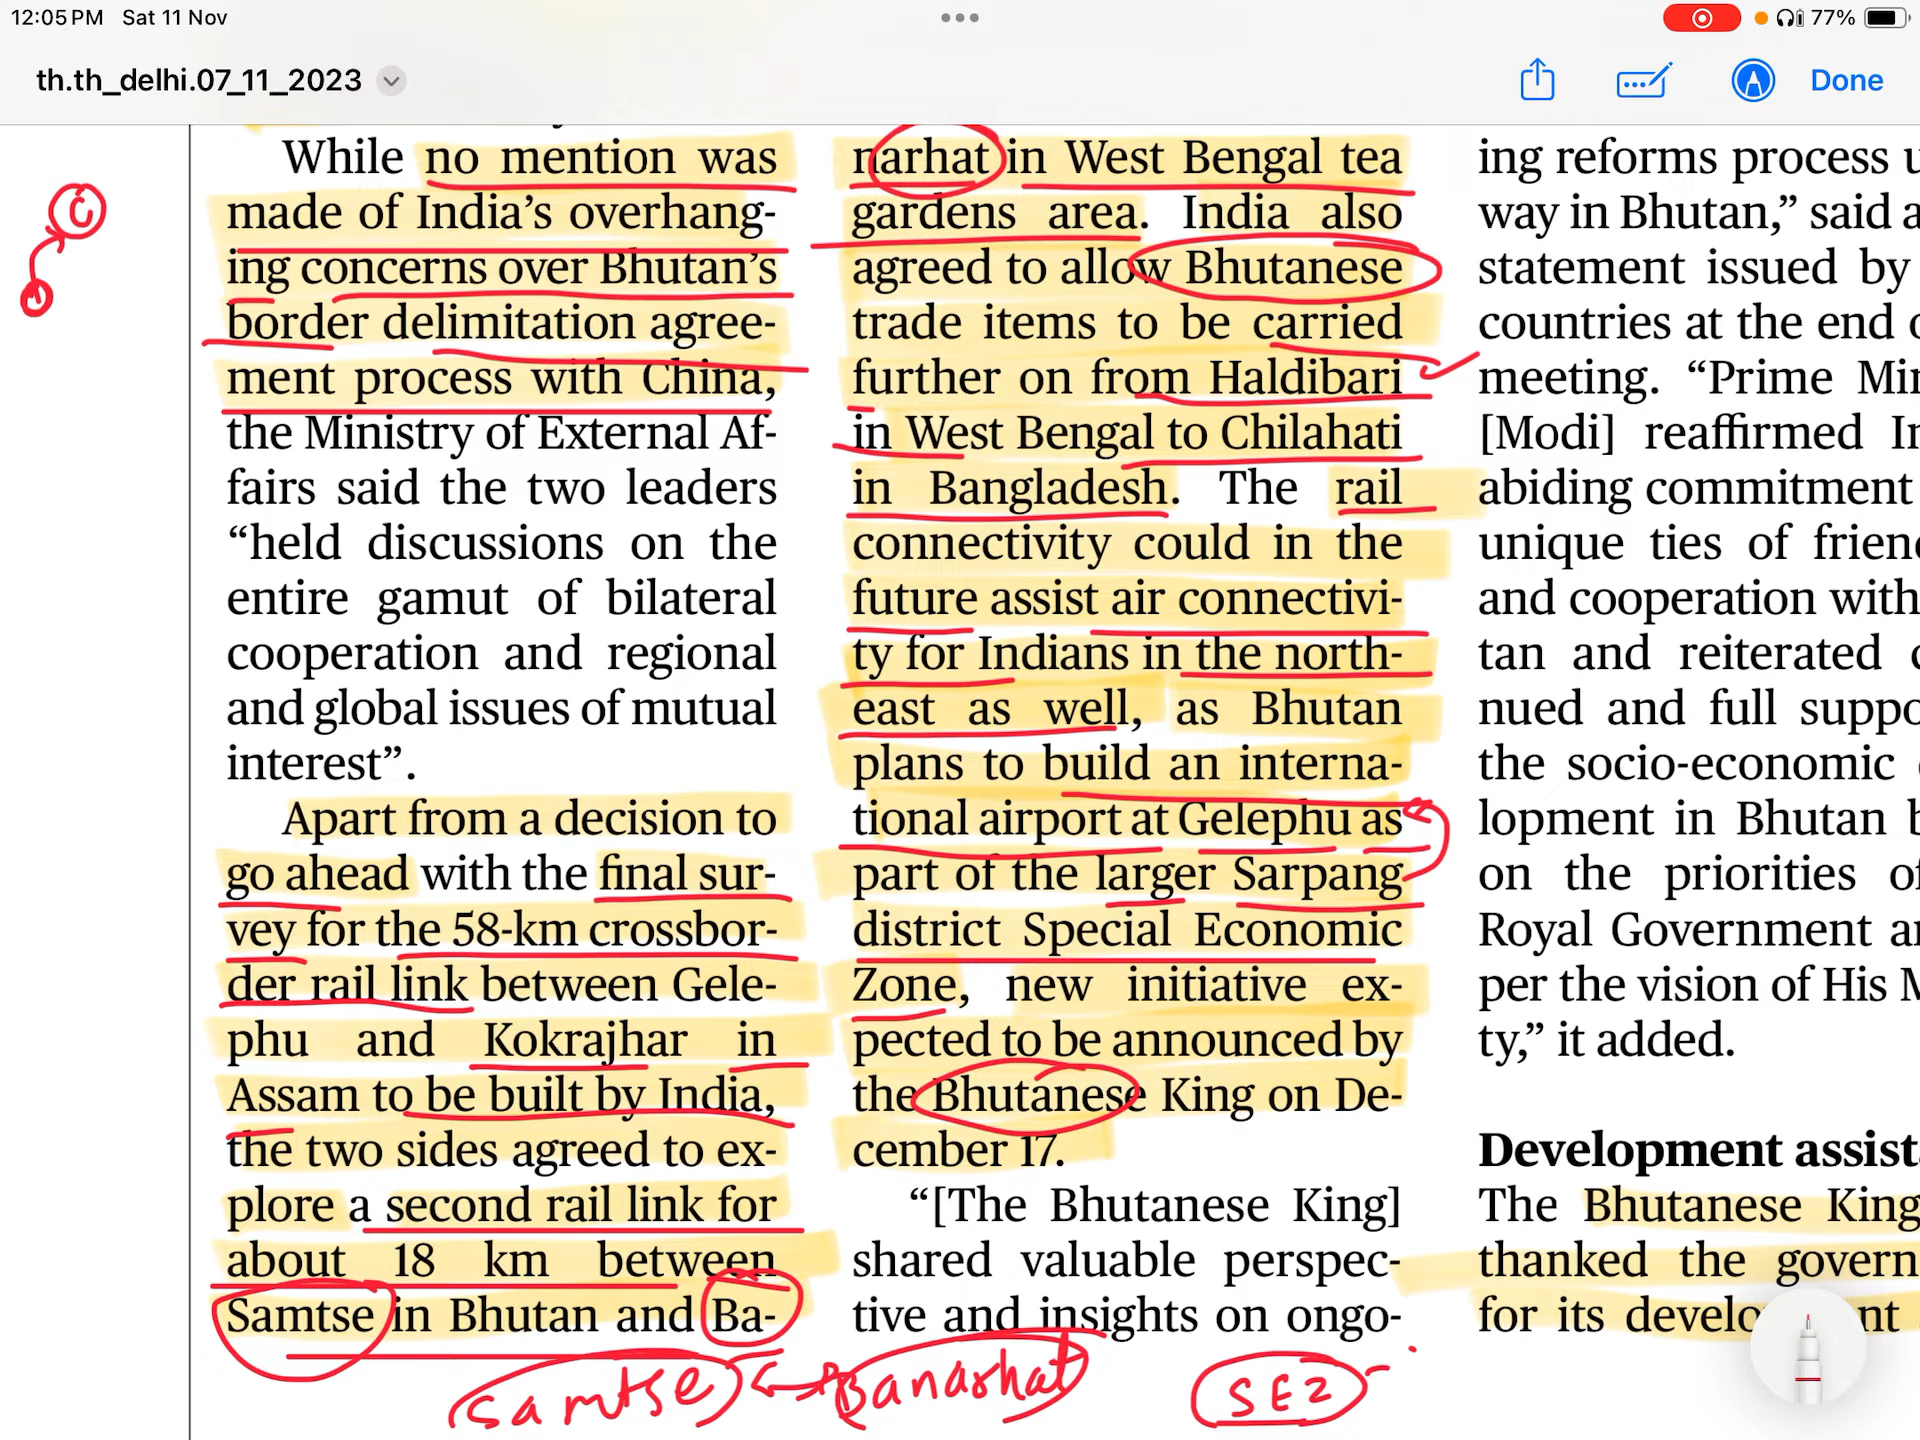 12:05 PM Sat 11 Nov
77%
th.th_delhi.07_11_2023
Done
While no mention was
made of India’s overhang-
ing concerns over Bhutan’s
border delimitation agree-
ment process with China,
the Ministry of External Af-
fairs said the two leaders
“held discussions on the
entire gamut of bilateral
cooperation and regional
and global issues of mutual
interest”.
Apart from a decision to
go ahead with the final sur-
vey for the 58-km crossbor-
der rail link between Gele-
phu and Kokrajhar in
Assam to be built by India,
the two sides agreed to ex-
plore a second rail link for
about 18 km between
Samtse in Bhutan and Ba-
narhat in West Bengal tea
gardens area. India also
agreed to allow Bhutanese
trade items to be carried
further on from Haldibari
in West Bengal to Chilahati
in Bangladesh. The rail
connectivity could in the
future assist air connectivi-
ty for Indians in the north-
east as well, as Bhutan
plans to build an interna-
tional airport at Gelephu as
part of the larger Sarpang
district Special Economic
Zone, new initiative ex-
pected to be announced by
the Bhutanese King on De-
cember 17.
“[The Bhutanese King]
shared valuable perspec-
tive and insights on ongo-
ing reforms process u
way in Bhutan,” said a
statement issued by
countries at the end o
meeting. “Prime Min
[Modi] reaffirmed In
abiding commitment
unique ties of friend
and cooperation with
tan and reiterated c
nued and full suppo
the socio-economic
lopment in Bhutan b
on the priorities of
Royal Government an
per the vision of His M
ty,” it added.
Development assista
The Bhutanese King
thanked the govern
for its develo nt
C
samtse Banarhat
SEZ